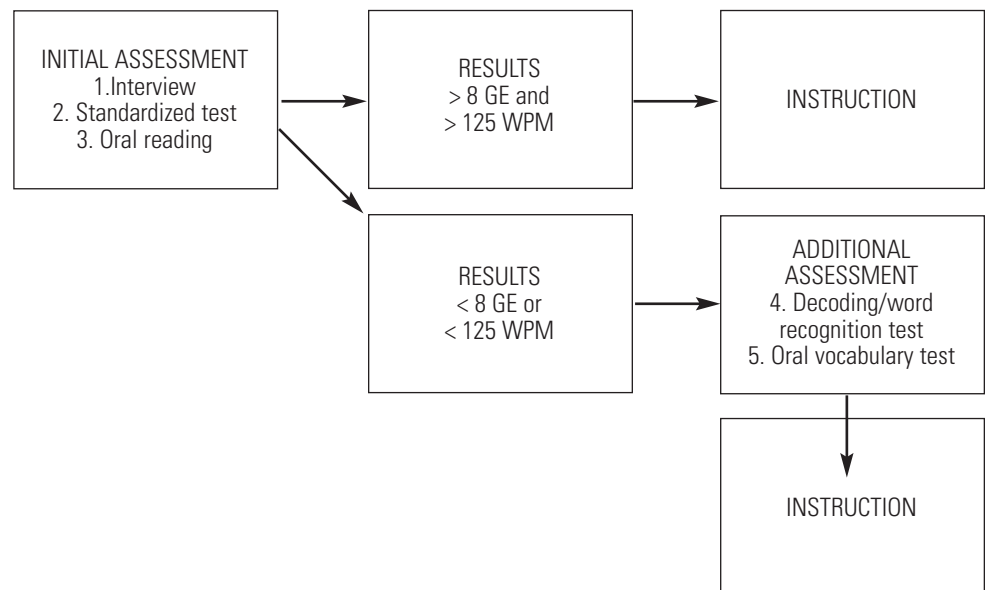 INITIAL ASSESSMENT
1.Interview
2. Standardized test
3. Oral reading
RESULTS
> 8 GE and
> 125 WPM
INSTRUCTION
RESULTS
< 8 GE or
< 125 WPM
ADDITIONAL
ASSESSMENT
4. Decoding/word
recognition test
5. Oral vocabulary test
INSTRUCTION